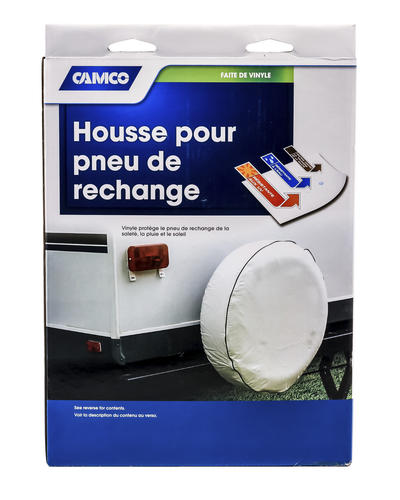 CAMCO
FAITE DE VINYLE
Housse pour
pneu de
rechange
Vinyle protège le pneu de rechange de la
saleté, la pluie et le soleil
See reverse for contents.
Voir la description du contenu au verso.